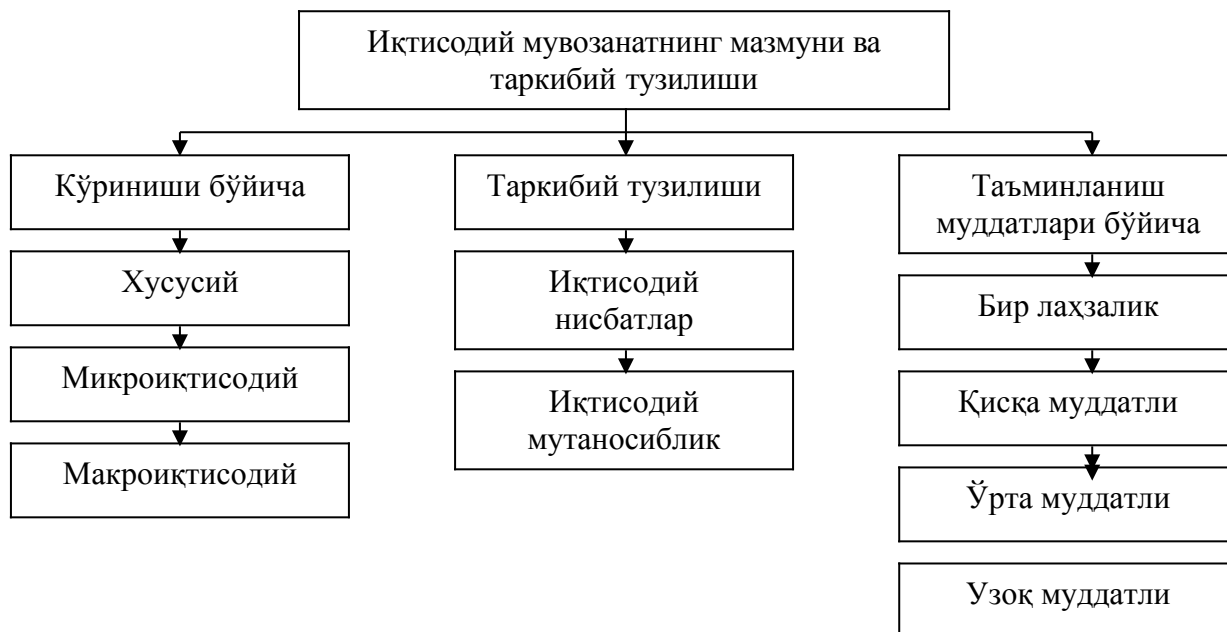 Иқтисодий мувозанатнинг мазмуни ва
таркибий тузилиши
Кўриниши бўйича
Хусусий
Микроиқтисодий
Макроиқтисодий
Таркибий тузилиши
Иқтисодий
нисбатлар
Иқтисодий
мутаносиблик
Таъминланиш
муддатлари бўйича
Бир лаҳзалик
Қисқа муддатли
Ўрта муддатли
Узоқ муддатли